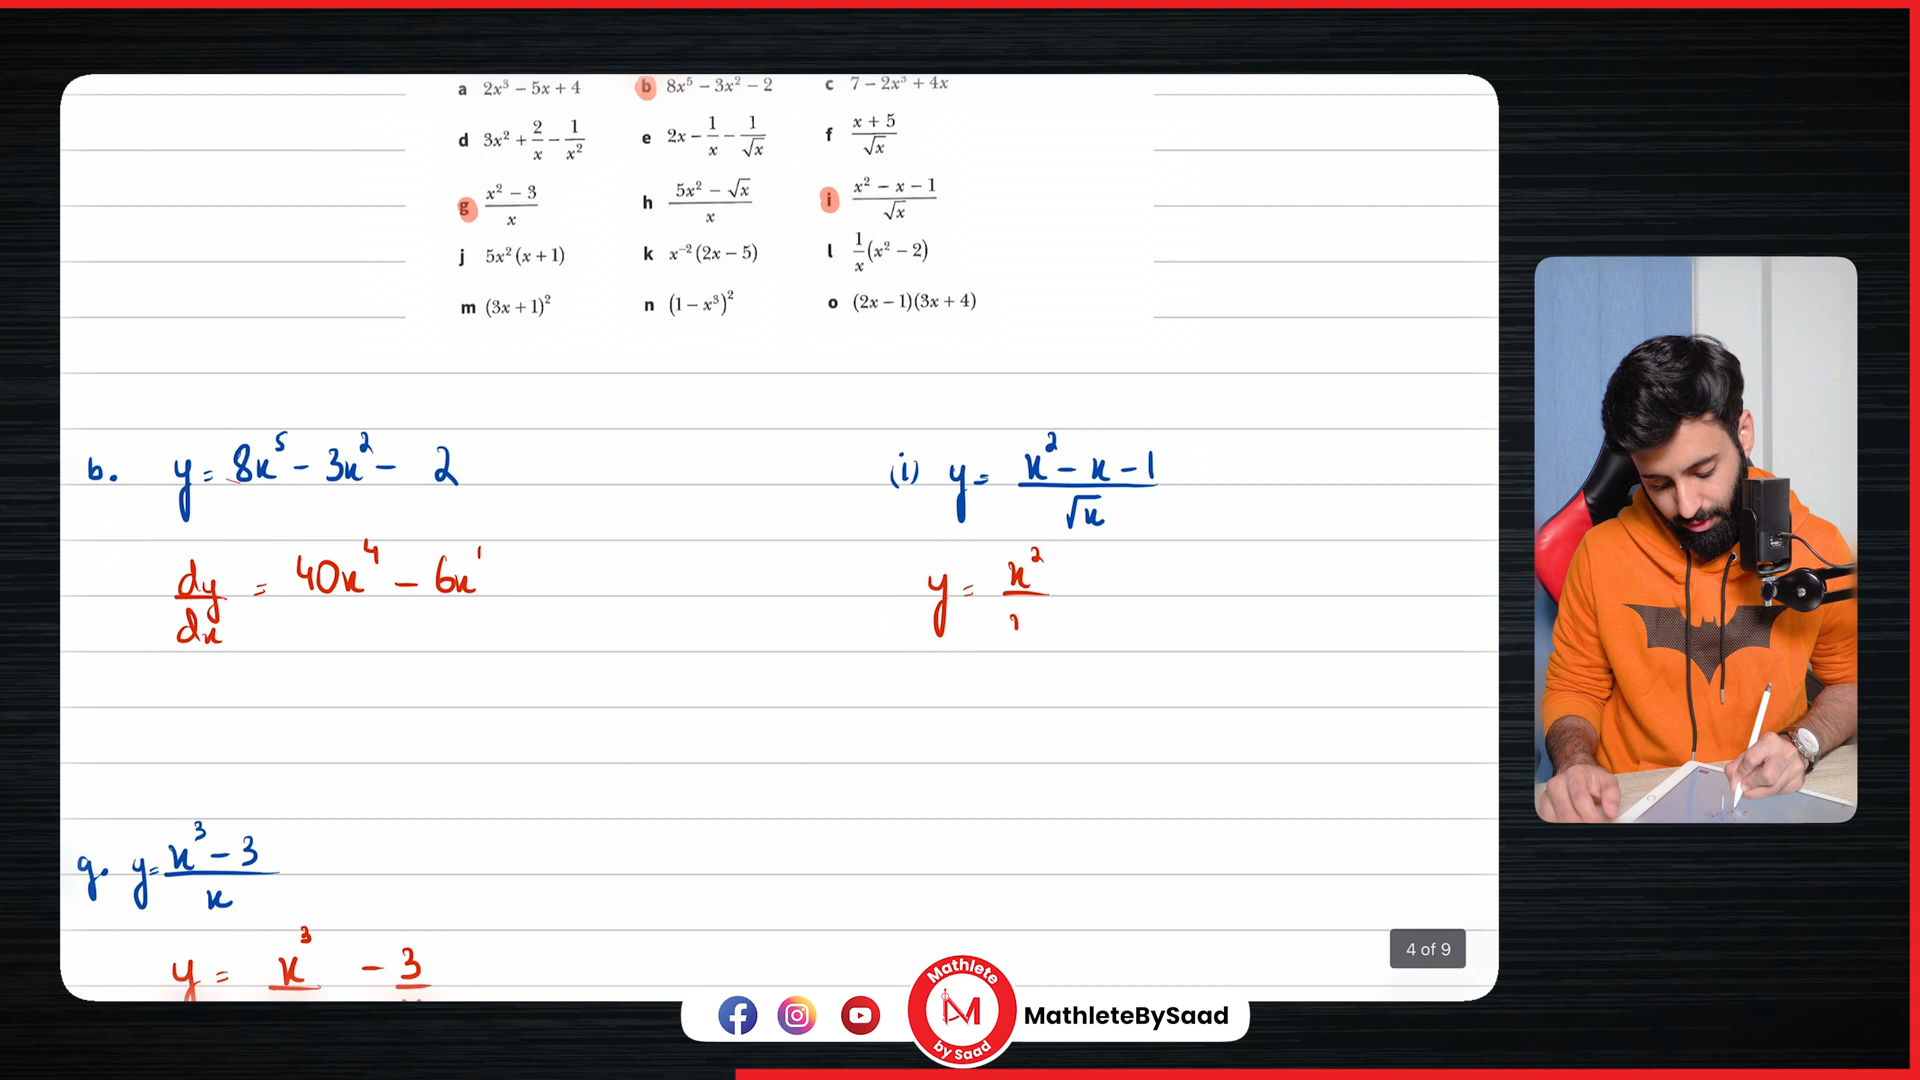 a 2x³ − 5x + 4 b 8x⁵ − 3x² − 2 c 7 − 2x³ + 4x
d 3x² + 2/x − 1/x² e 2x − 1/x − 1/√x f (x + 5)/√x
g (x² − 3)/x h (5x² − √x)/x i (x² − x − 1)/√x
j 5x²(x + 1) k x⁻²(2x − 5) l 1/x(x² − 2)
m (3x + 1)² n (1 − x³)² o (2x − 1)(3x + 4)
b. y = 8x⁵ − 3x² − 2
dy/dx = 40x⁴ − 6x¹
(i) y = (x² − x − 1)/√x
y = x²/
g. y = (x³ − 3)/x
y = x³ − 3
4 of 9
Mathlete
M
by Saad
MathleteBySaad